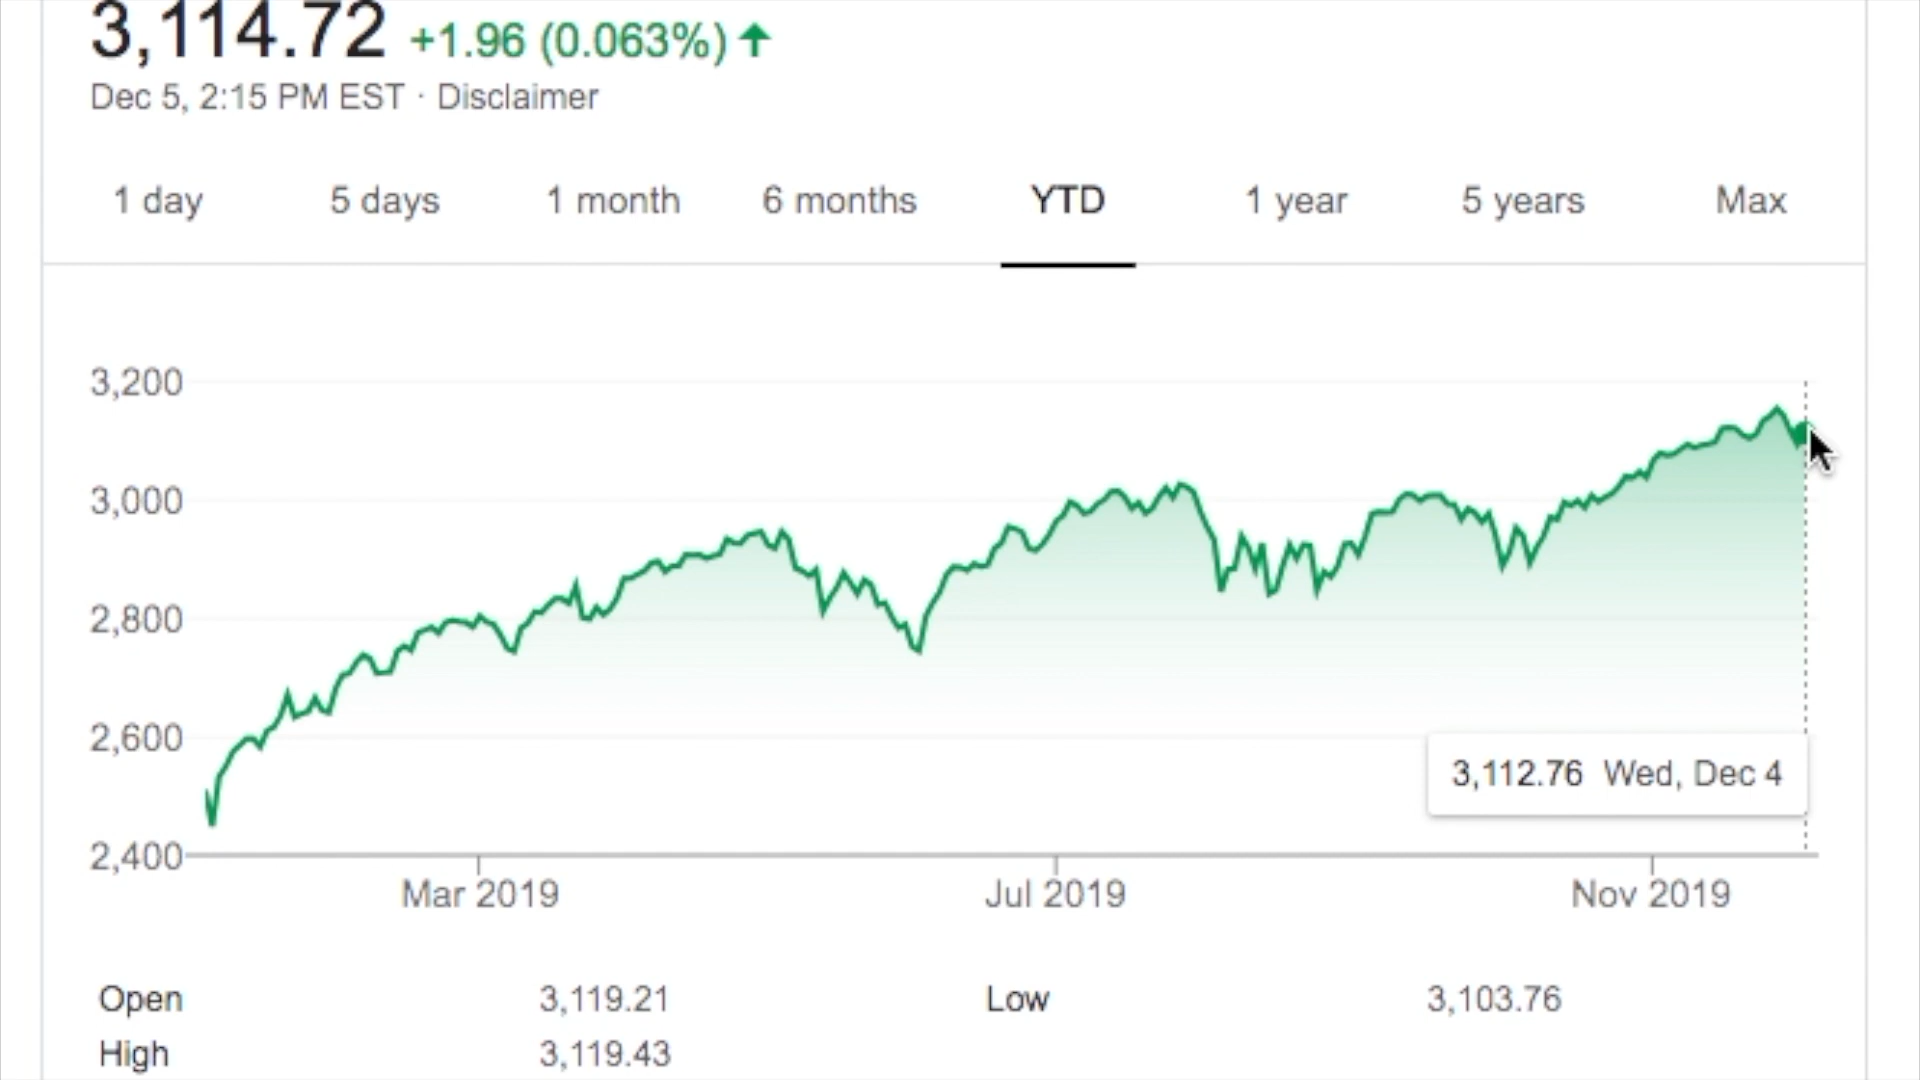 3,114.72 +1.96 (0.063%)
Dec 5, 2:15 PM EST · Disclaimer
1 day 5 days 1 month 6 months YTD 1 year 5 years Max
3,200
3,000
2,800
2,600
3,112.76 Wed, Dec 4
2,400
Mar 2019 Jul 2019 Nov 2019
Open 3,119.21 Low 3,103.76
High 3,119.43